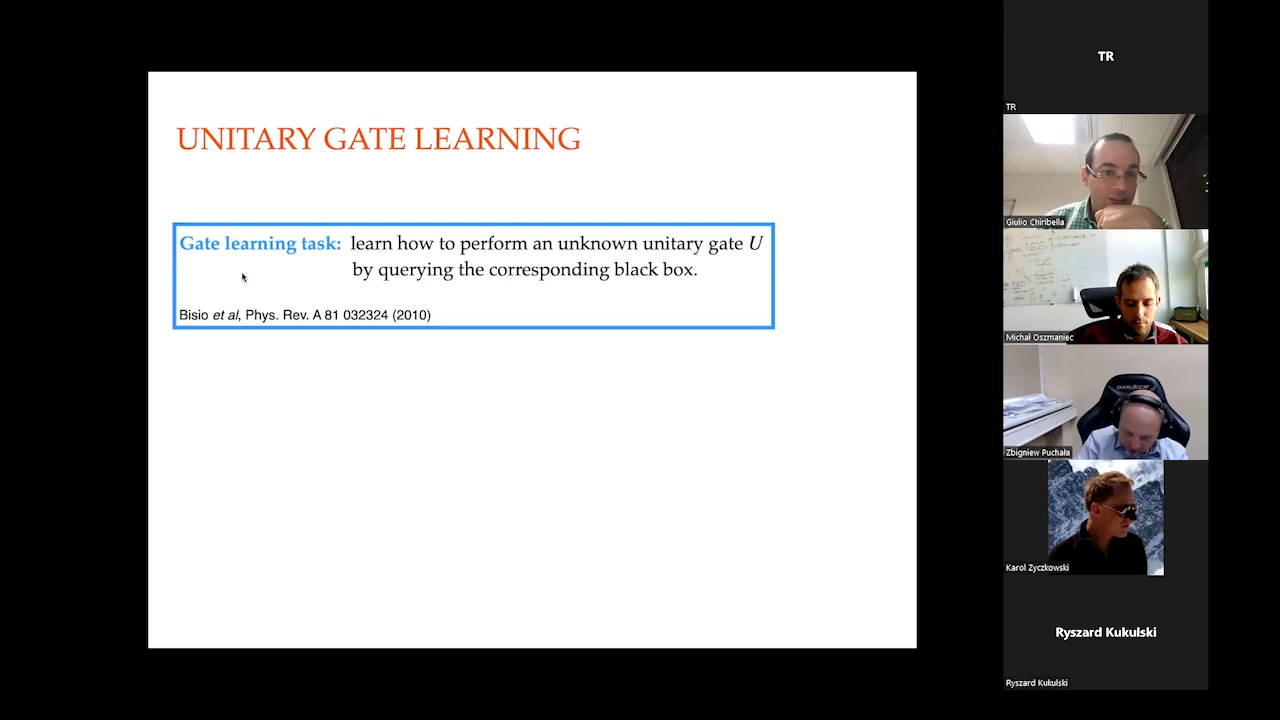 UNITARY GATE LEARNING
Gate learning task: learn how to perform an unknown unitary gate U
by querying the corresponding black box.
Bisio et al, Phys. Rev. A 81 032324 (2010)
TR
TR
Giulio Chiribella
Michał Oszmaniec
DXRACER
Zbigniew Puchała
Karol Zyczkowski
Ryszard Kukulski
Ryszard Kukulski